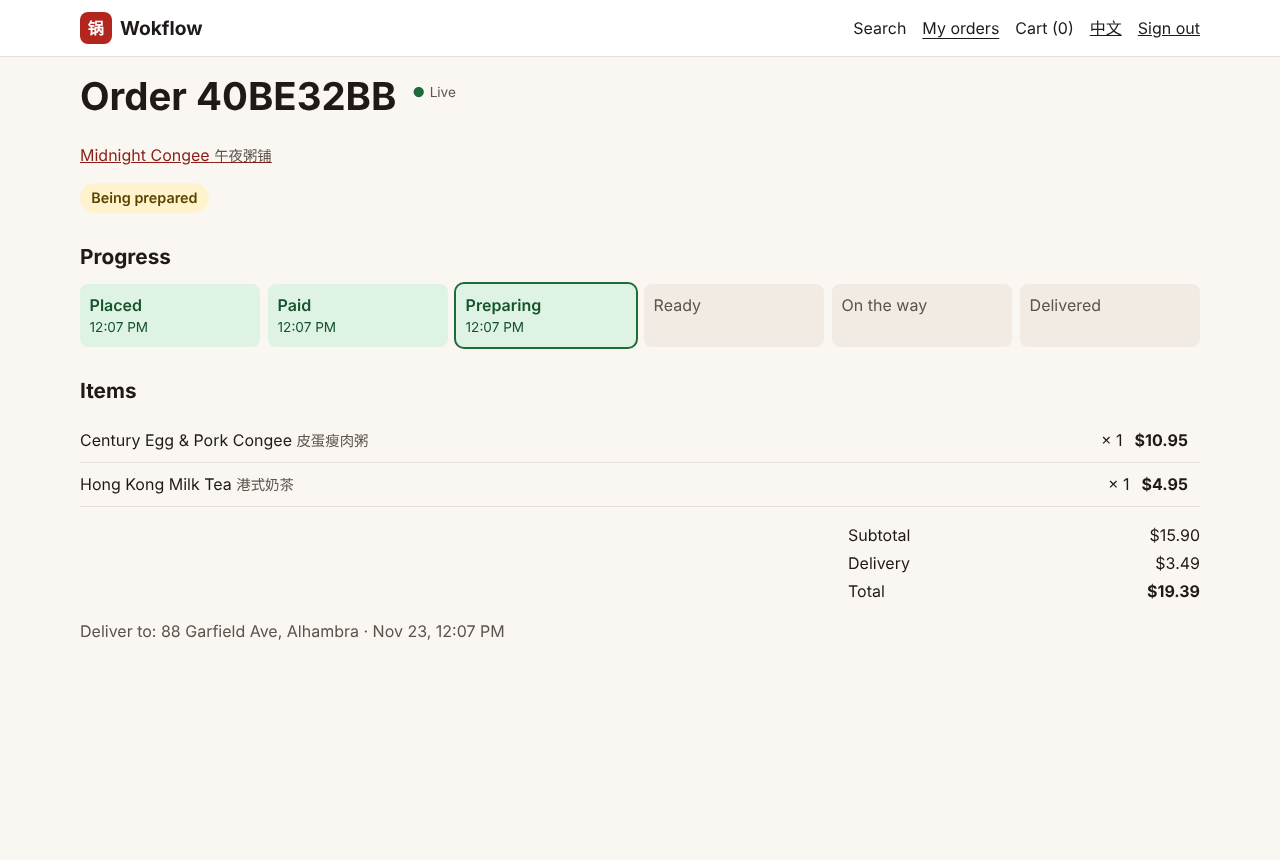 锅 Wokflow Search My orders Cart (0) 中文 Sign out
Order 40BE32BB Live
Midnight Congee 午夜粥铺
Being prepared
Progress
Placed Paid Preparing Ready On the way Delivered
12:07 PM 12:07 PM 12:07 PM
Items
Century Egg & Pork Congee 皮蛋瘦肉粥 × 1 $10.95
Hong Kong Milk Tea 港式奶茶 × 1 $4.95
Subtotal $15.90
Delivery $3.49
Total $19.39
Deliver to: 88 Garfield Ave, Alhambra · Nov 23, 12:07 PM